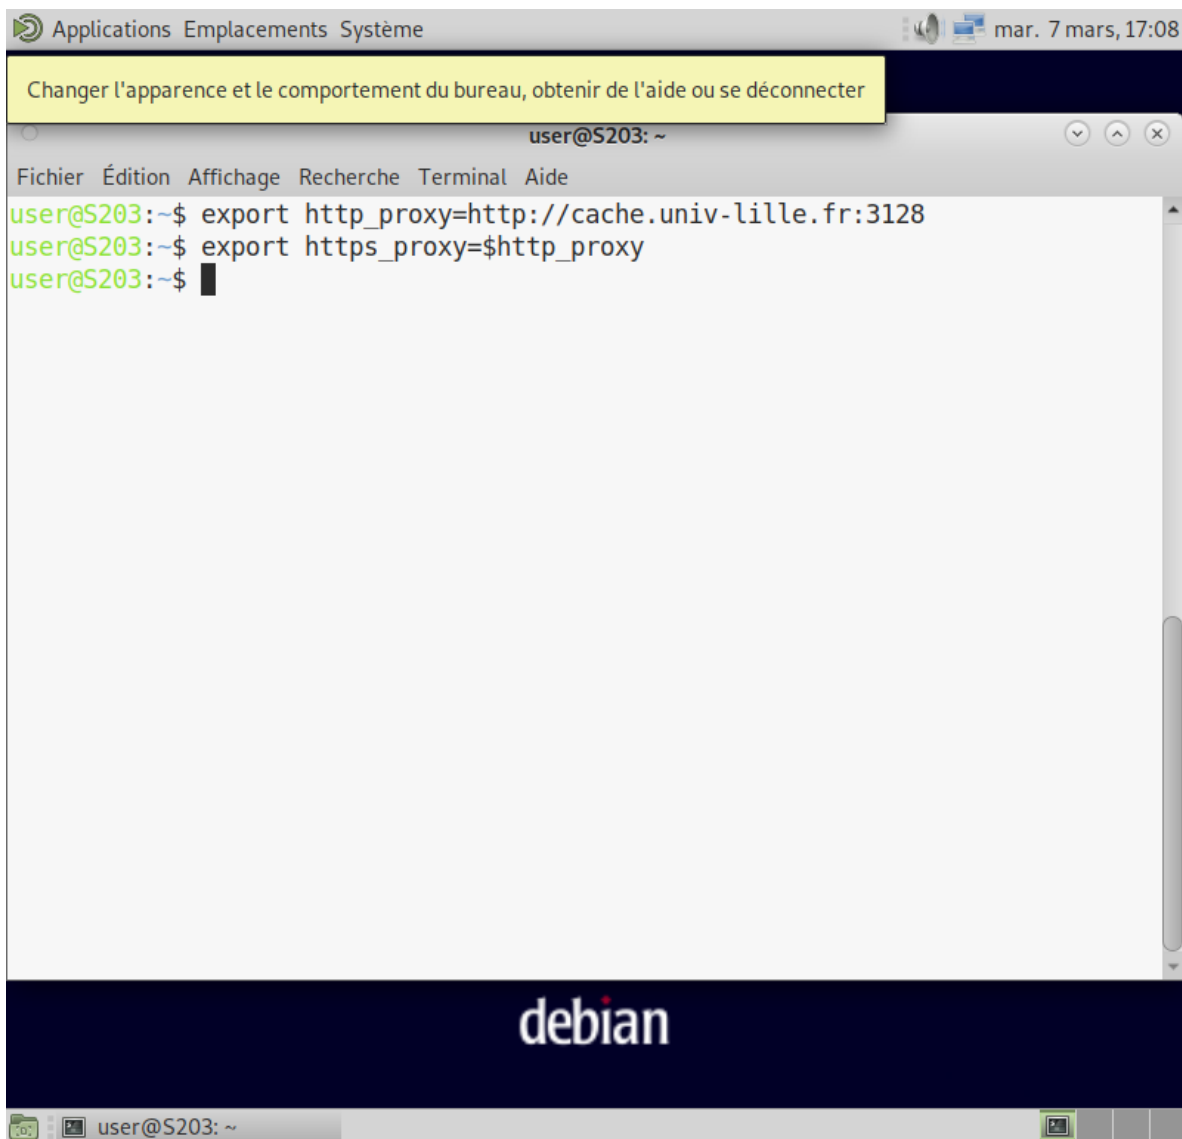 Applications Emplacements Système mar. 7 mars, 17:08
Changer l'apparence et le comportement du bureau, obtenir de l'aide ou se déconnecter
user@S203: ~
Fichier Édition Affichage Recherche Terminal Aide
user@S203:~$ export http_proxy=http://cache.univ-lille.fr:3128
user@S203:~$ export https_proxy=$http_proxy
user@S203:~$
debian
user@S203: ~